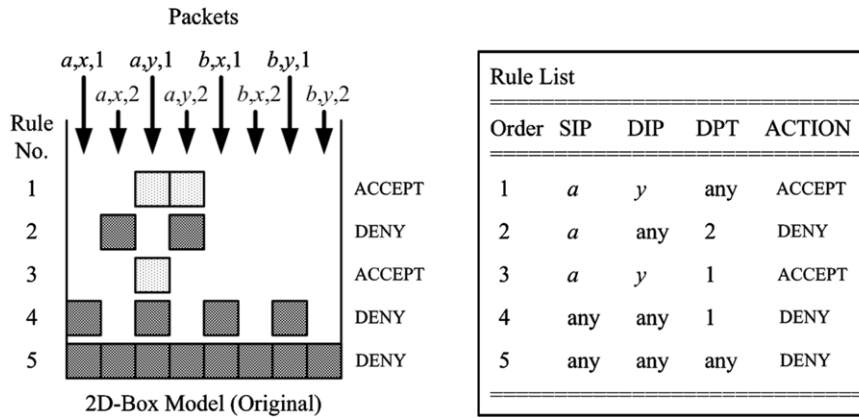 Packets
a,x,1 a,y,1 b,x,1 b,y,1
a,x,2 a,y,2 b,x,2 b,y,2
Rule
No.
1 ACCEPT
2 DENY
3 ACCEPT
4 DENY
5 DENY
2D-Box Model (Original)
Rule List
Order SIP DIP DPT ACTION
1 a y any ACCEPT
2 a any 2 DENY
3 a y 1 ACCEPT
4 any any 1 DENY
5 any any any DENY